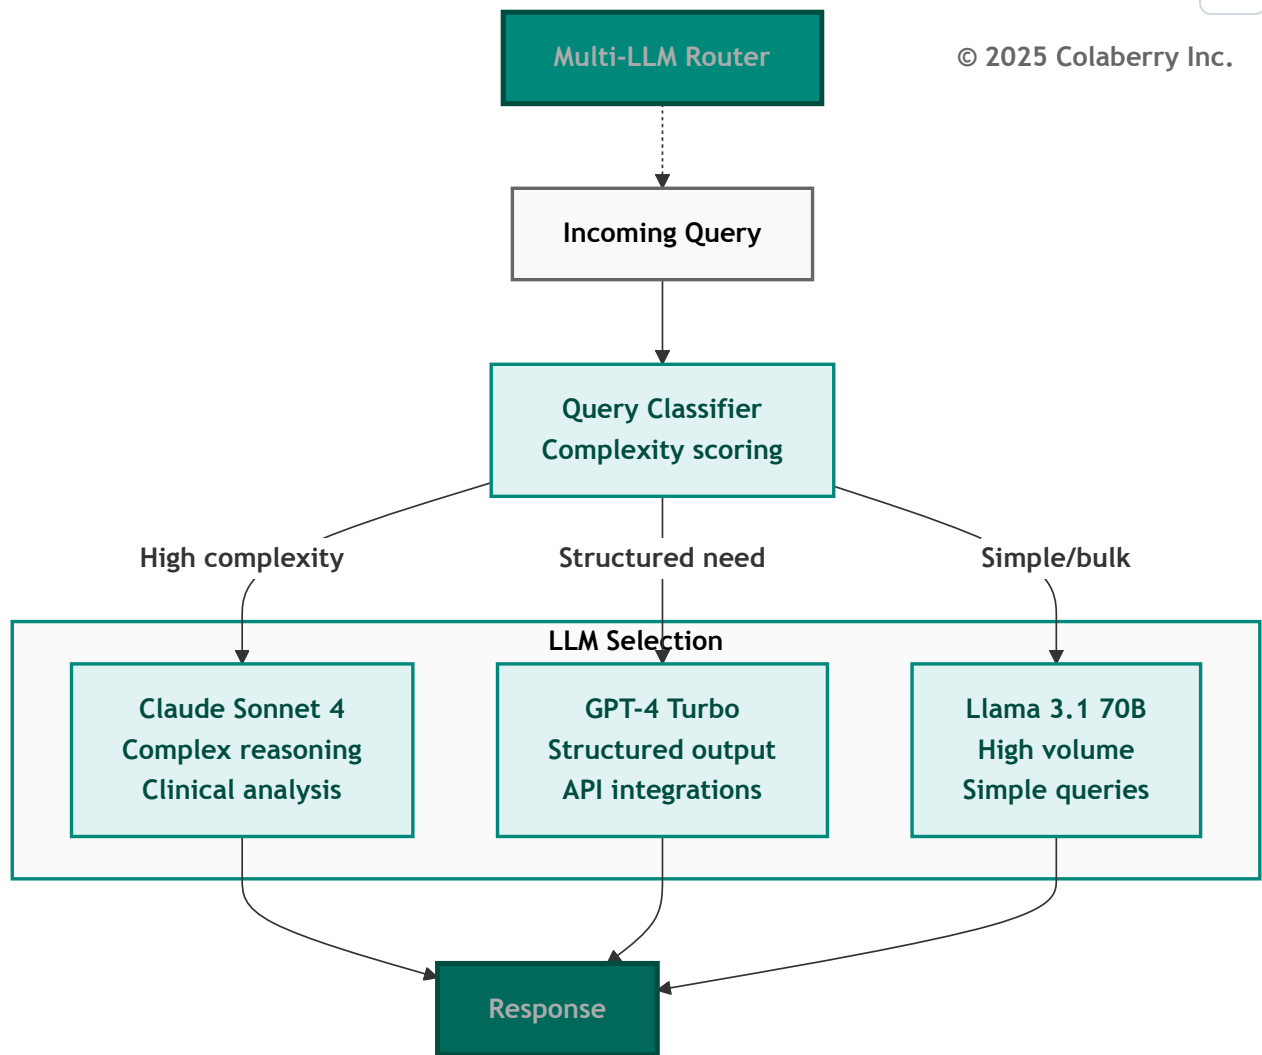 Multi-LLM Router
© 2025 Colaberry Inc.
Incoming Query
Query Classifier
Complexity scoring
High complexity
Structured need
Simple/bulk
LLM Selection
Claude Sonnet 4
Complex reasoning
Clinical analysis
GPT-4 Turbo
Structured output
API integrations
Llama 3.1 70B
High volume
Simple queries
Response